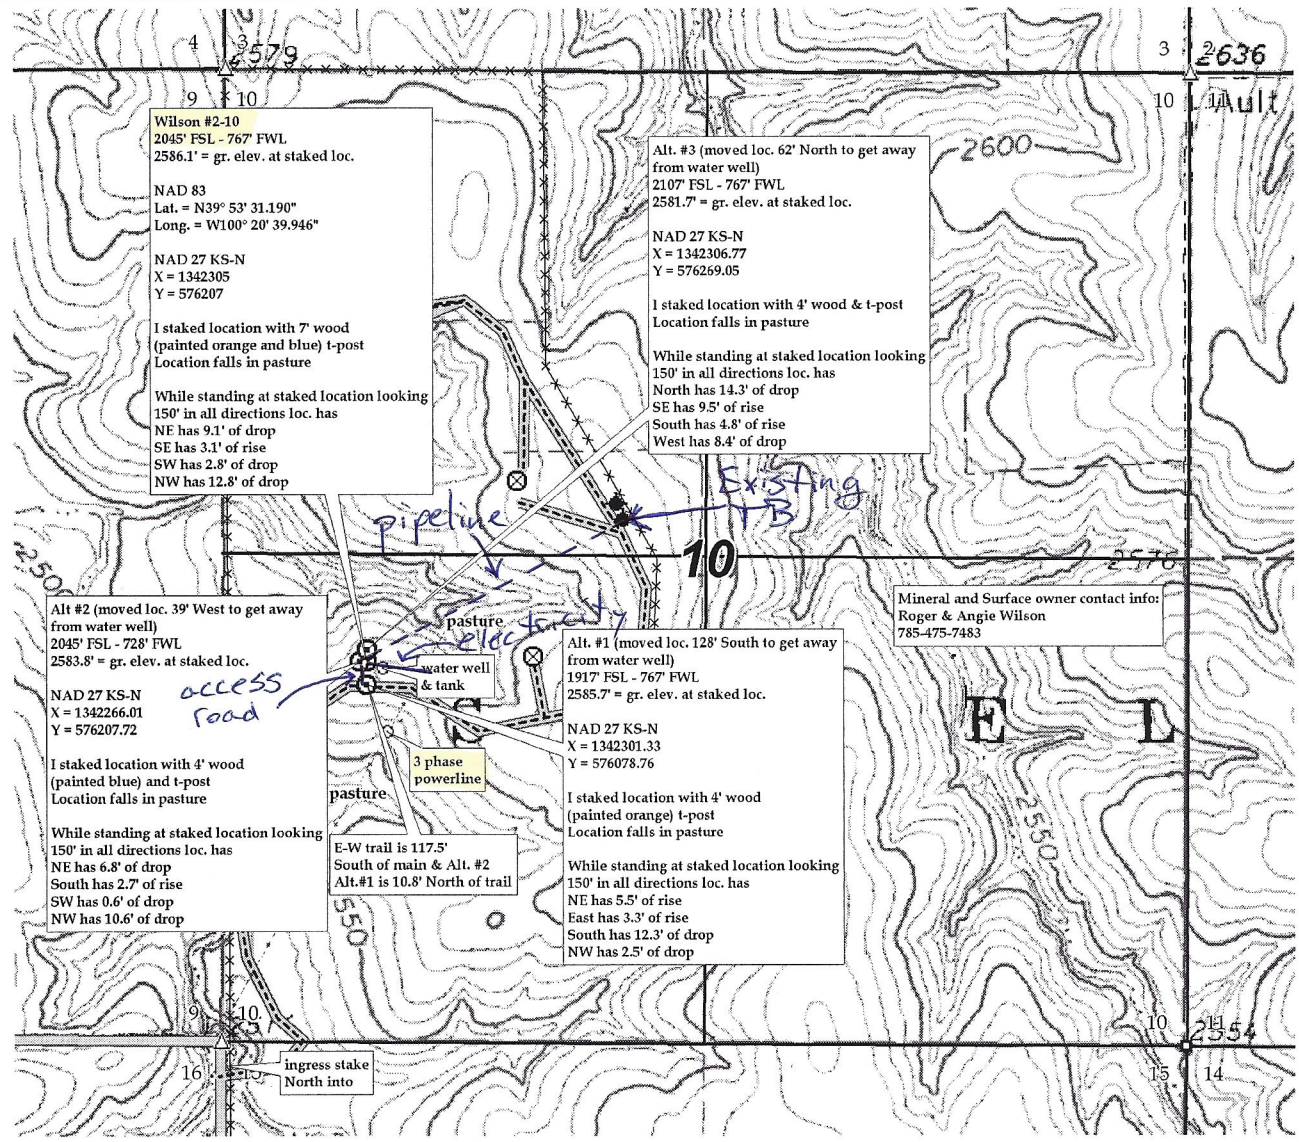 4 3
2579
3 2
2636
9 10
10 11
Ault
Wilson #2-10
2045' FSL - 767' FWL
2586.1' = gr. elev. at staked loc.
NAD 83
Lat. = N39° 53' 31.190"
Long. = W100° 20' 39.946"
NAD 27 KS-N
X = 1342305
Y = 576207
I staked location with 7' wood
(painted orange and blue) t-post
Location falls in pasture
While standing at staked location looking
150' in all directions loc. has
NE has 9.1' of drop
SE has 3.1' of rise
SW has 2.8' of drop
NW has 12.8' of drop
Alt. #3 (moved loc. 62' North to get away
from water well)
2107' FSL - 767' FWL
2581.7' = gr. elev. at staked loc.
NAD 27 KS-N
X = 1342306.77
Y = 576269.05
I staked location with 4' wood & t-post
Location falls in pasture
While standing at staked location looking
150' in all directions loc. has
North has 14.3' of drop
SE has 9.5' of rise
South has 4.8' of rise
West has 8.4' of drop
2600
Existing
TB
pipeline
10
2576
250
Alt #2 (moved loc. 39' West to get away
from water well)
2045' FSL - 728' FWL
2583.8' = gr. elev. at staked loc.
NAD 27 KS-N
X = 1342266.01
Y = 576207.72
I staked location with 4' wood
(painted blue) and t-post
Location falls in pasture
While standing at staked location looking
150' in all directions loc. has
NE has 6.8' of drop
South has 2.7' of rise
SW has 0.6' of drop
NW has 10.6' of drop
access
road
pasture
electricity
water well
& tank
3 phase
powerline
pasture
E-W trail is 117.5'
South of main & Alt. #2
Alt.#1 is 10.8' North of trail
Alt. #1 (moved loc. 128' South to get away
from water well)
1917' FSL - 767' FWL
2585.7' = gr. elev. at staked loc.
NAD 27 KS-N
X = 1342301.33
Y = 576078.76
I staked location with 4' wood
(painted orange) t-post
Location falls in pasture
While standing at staked location looking
150' in all directions loc. has
NE has 5.5' of rise
East has 3.3' of rise
South has 12.3' of drop
NW has 2.5' of drop
Mineral and Surface owner contact info:
Roger & Angie Wilson
785-475-7483
E L
2550
550
9 10
10 11
2554
16 15
15 14
ingress stake
North into